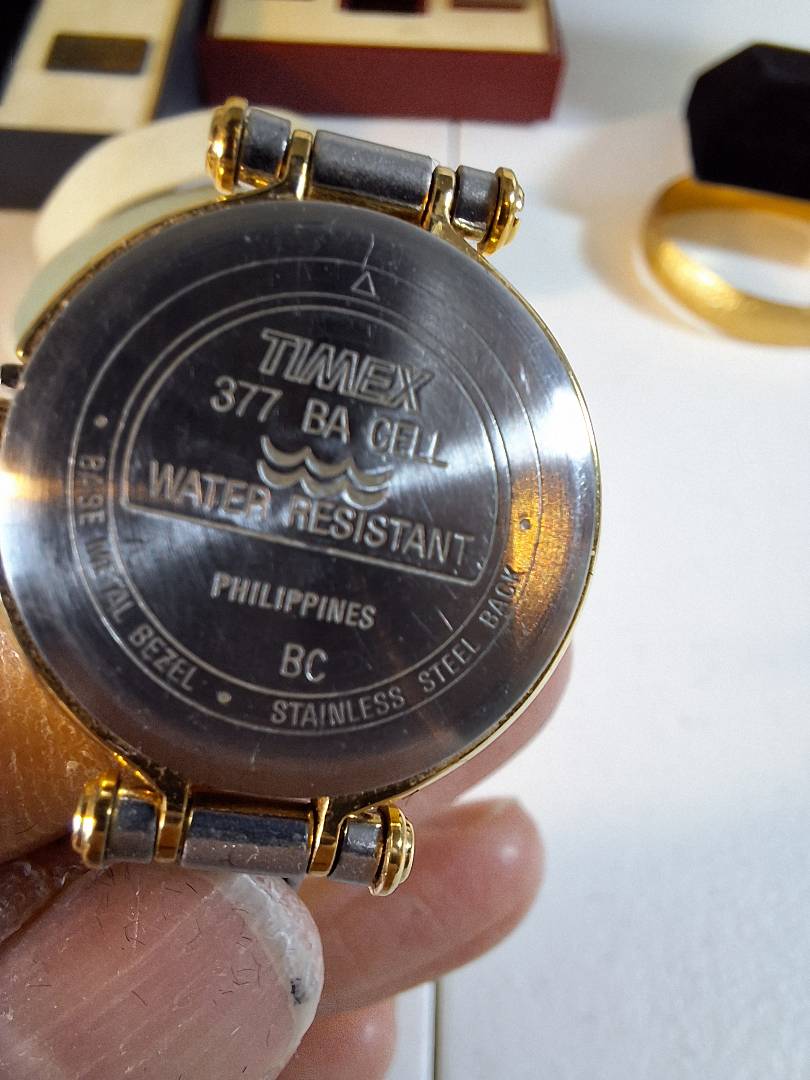 TIMEX
377 BA CELL
WATER RESISTANT
PHILIPPINES
BC
BASE METAL BEZEL • STAINLESS STEEL BACK